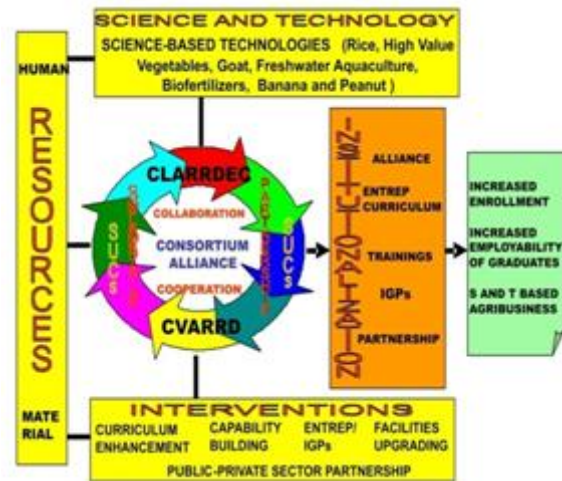 SCIENCE AND TECHNOLOGY
SCIENCE-BASED TECHNOLOGIES (Rice, High Value
Vegetables, Goat, Freshwater Aquaculture,
Biofertilizers, Banana and Peanut )
HUMAN
RESOURCES
MATE
RIAL
CLARRDEC
COLLABORATION
CONSORTIUM
ALLIANCE
COOPERATION
SUCS
SUCS
CVARRD
ALLIANCE
ENTREP
CURRICULUM
TRAININGS
IGPs
PARTNERSHIP
INCREASED
ENROLLMENT
INCREASED
EMPLOYABILITY
OF GRADUATES
S AND T BASED
AGRIBUSINESS
INTERVENTIONS
CURRICULUM
ENHANCEMENT
CAPABILITY
BUILDING
ENTREP/
IGPs
FACILITIES
UPGRADING
PUBLIC-PRIVATE SECTOR PARTNERSHIP